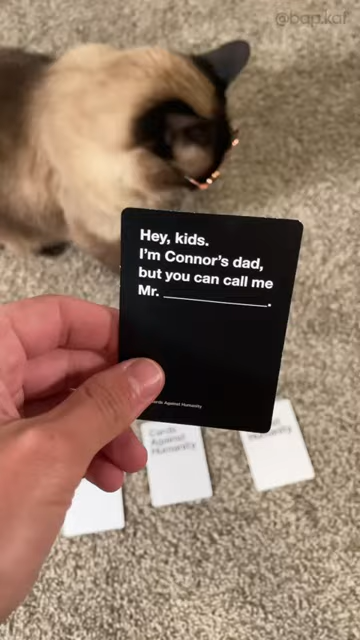 @bap.kat
Hey, kids.
I'm Connor's dad,
but you can call me
Mr. ____________.
Cards Against Humanity
Cards
Against
Humanity
Humanity